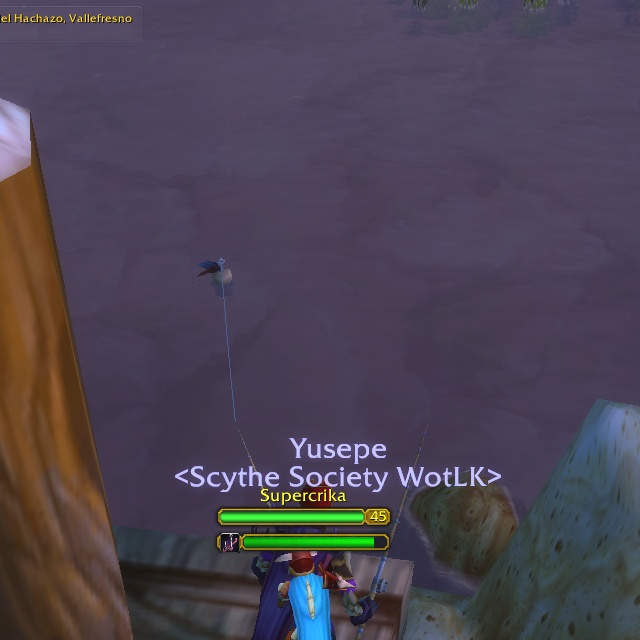 el Hachazo, Vallefresno
Yusepe
<Scythe Society WotLK>
Supercrika
45